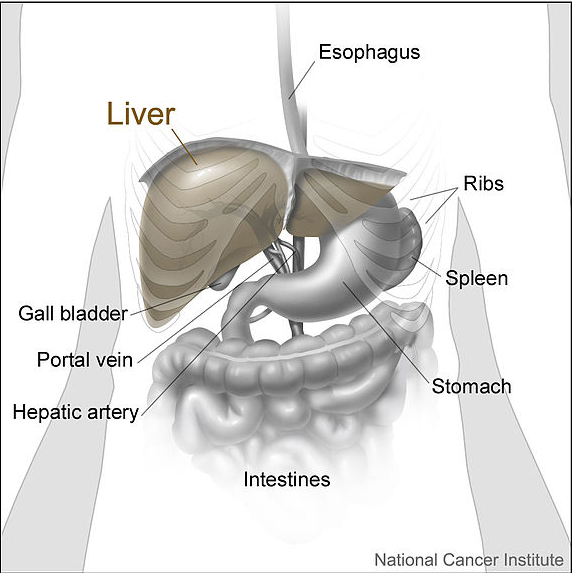 Esophagus
Liver
Ribs
Spleen
Gall bladder
Portal vein
Stomach
Hepatic artery
Intestines
National Cancer Institute